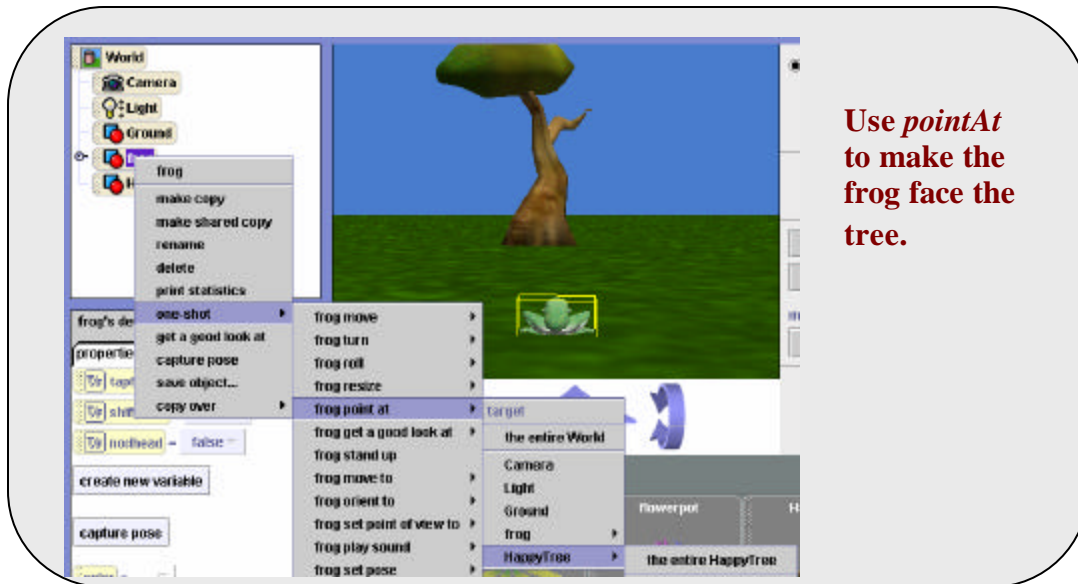 World
Camera
Light
Ground
frog
make copy
make shared copy
rename
delete
print statistics
one-shot
get a good look at
capture pose
save object...
copy over
frog's de
propertie
= false
create new variable
capture pose
frog move
frog turn
frog roll
frog resize
frog point at
frog get a good look at
frog stand up
frog move to
frog orient to
frog set point of view to
frog play sound
frog set pose
target
the entire World
Camera
Light
Ground
frog
HappyTree
the entire HappyTree
flowerpot
H
Use pointAt
to make the
frog face the
tree.